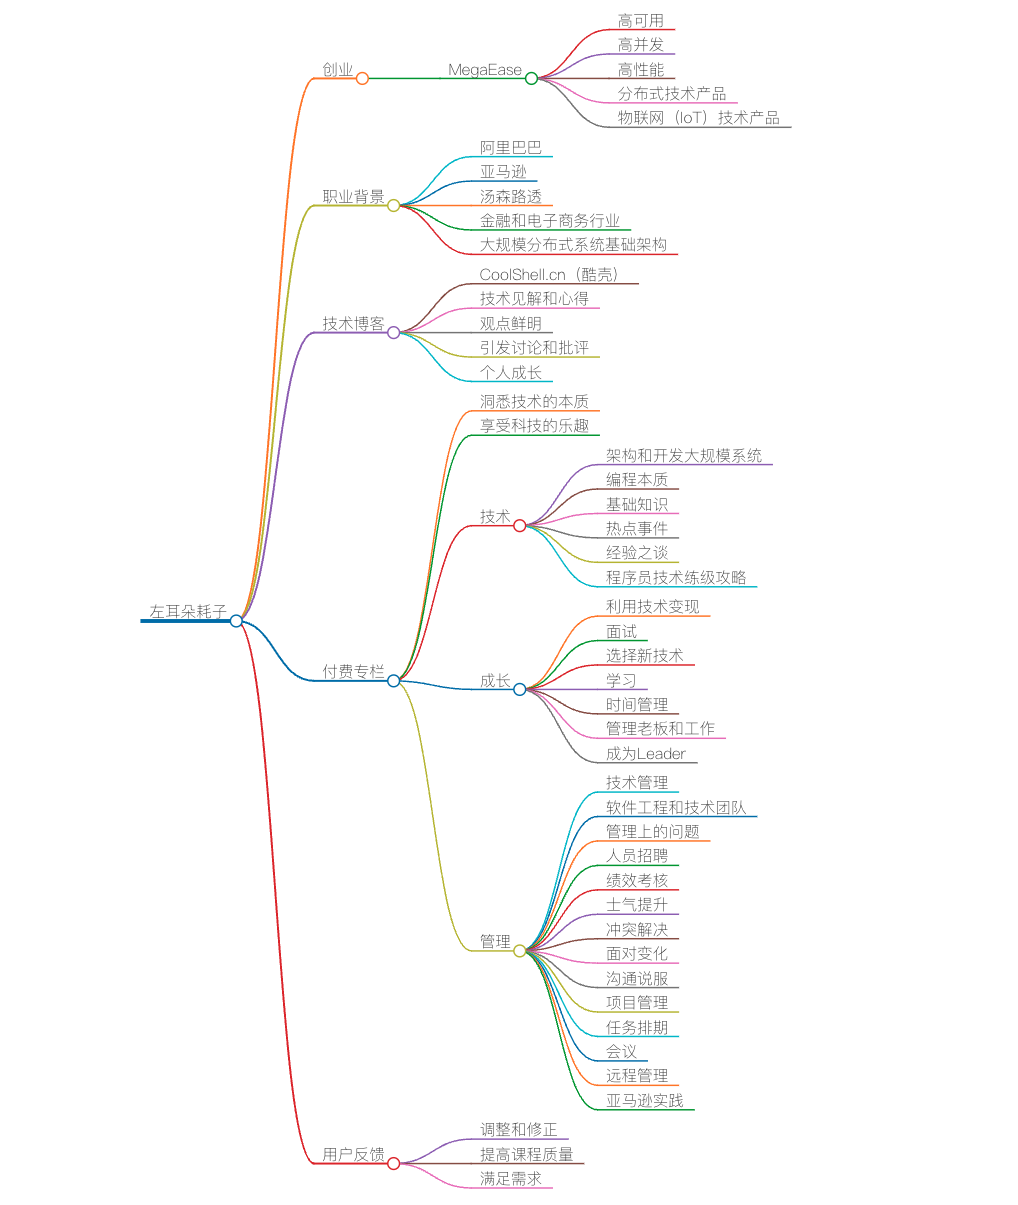 左耳朵耗子
创业
MegaEase
高可用
高并发
高性能
分布式技术产品
物联网（IoT）技术产品
职业背景
阿里巴巴
亚马逊
汤森路透
金融和电子商务行业
大规模分布式系统基础架构
技术博客
CoolShell.cn（酷壳）
技术见解和心得
观点鲜明
引发讨论和批评
个人成长
付费专栏
洞悉技术的本质
享受科技的乐趣
技术
架构和开发大规模系统
编程本质
基础知识
热点事件
经验之谈
程序员技术练级攻略
成长
利用技术变现
面试
选择新技术
学习
时间管理
管理老板和工作
成为Leader
管理
技术管理
软件工程和技术团队
管理上的问题
人员招聘
绩效考核
士气提升
冲突解决
面对变化
沟通说服
项目管理
任务排期
会议
远程管理
亚马逊实践
用户反馈
调整和修正
提高课程质量
满足需求